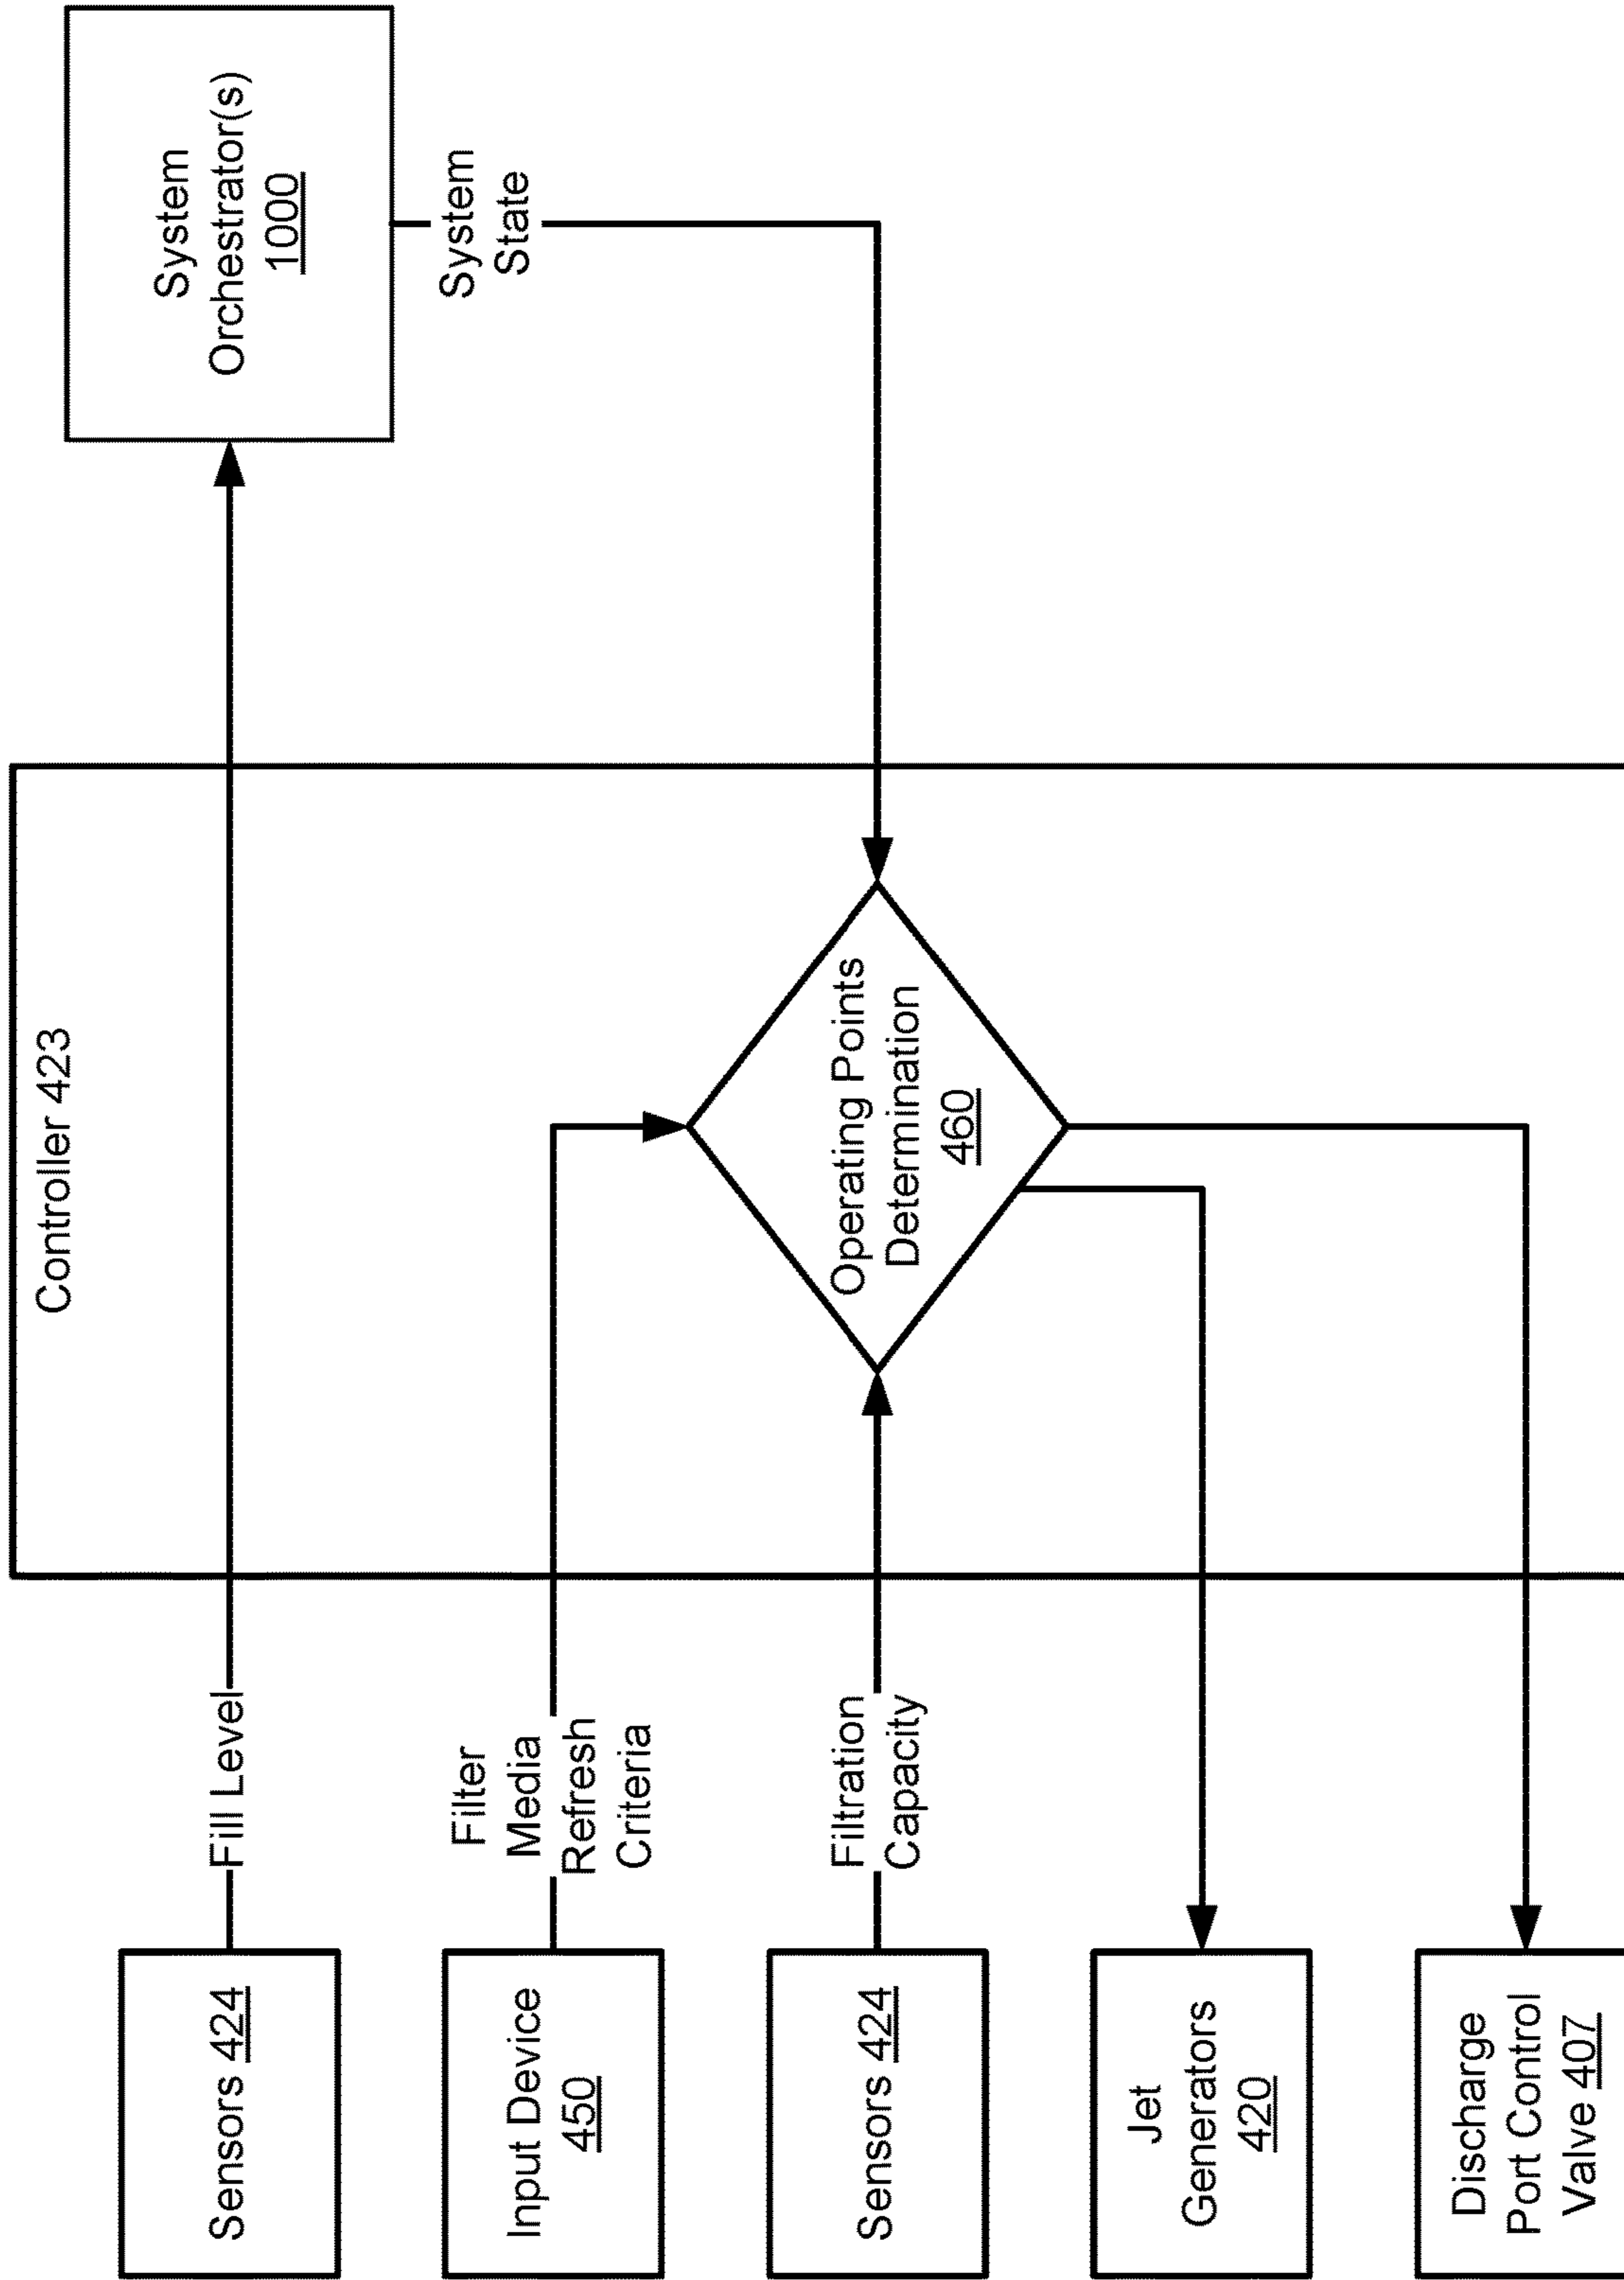 Sensors 424
Fill Level
Controller 423
System
Orchestrator(s)
1000
System
State
Input Device
450
Filter
Media
Refresh
Criteria
Sensors 424
Filtration
Capacity
Operating Points
Determination
460
Jet
Generators
420
Discharge
Port Control
Valve 407